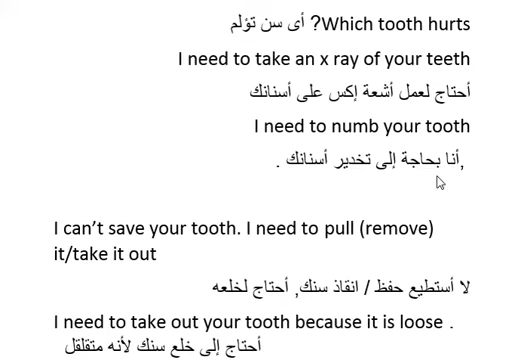 Which tooth hurts? أى سن تؤلم
I need to take an x ray of your teeth
أحتاج لعمل أشعة إكس على أسنانك
I need to numb your tooth
أنا بحاجة إلى تخدير أسنانك .,
I can’t save your tooth. I need to pull (remove)
it/take it out
لا أستطيع حفظ / انقاذ سنك, أحتاج لخلعه
I need to take out your tooth because it is loose .
أحتاج إلى خلع سنك لأنه متقلقل